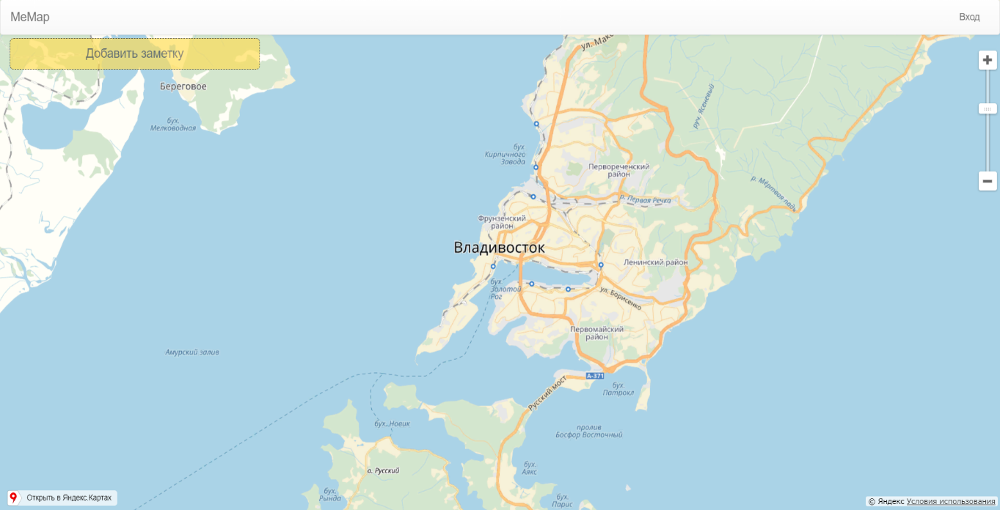 MeMap
Вход
Добавить заметку
ул. Мако
Береговое
бух.
Мелководная
руч. Ясеневый
бух.
Кирпичного
Завода
Первореченский
район
р. Мёртвая падь
р. Первая Речка
Фрунзенский
район
Владивосток
Ленинский район
бух.
Золотой
Рог
ул. Борисенко
Первомайский
район
Амурский залив
А-371
Русский мост
бух.
Патрокл
бух. Новик
пролив
Босфор Восточный
о. Русский
бух.
Аякс
бух.
Рында
бух.
Парис
Открыть в Яндекс.Картах
© Яндекс Условия использования